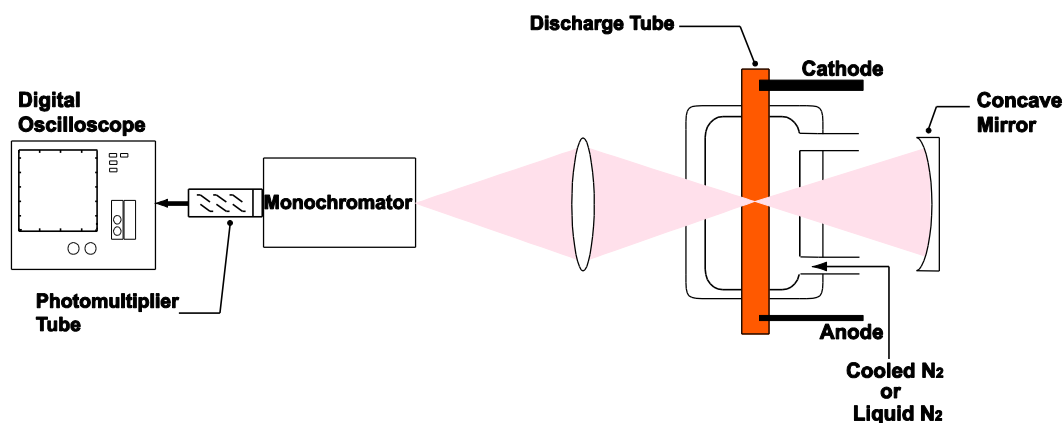 Discharge Tube
Cathode
Concave
Mirror
Digital
Oscilloscope
Monochromator
Photomultiplier
Tube
Anode
Cooled N2
or
Liquid N2